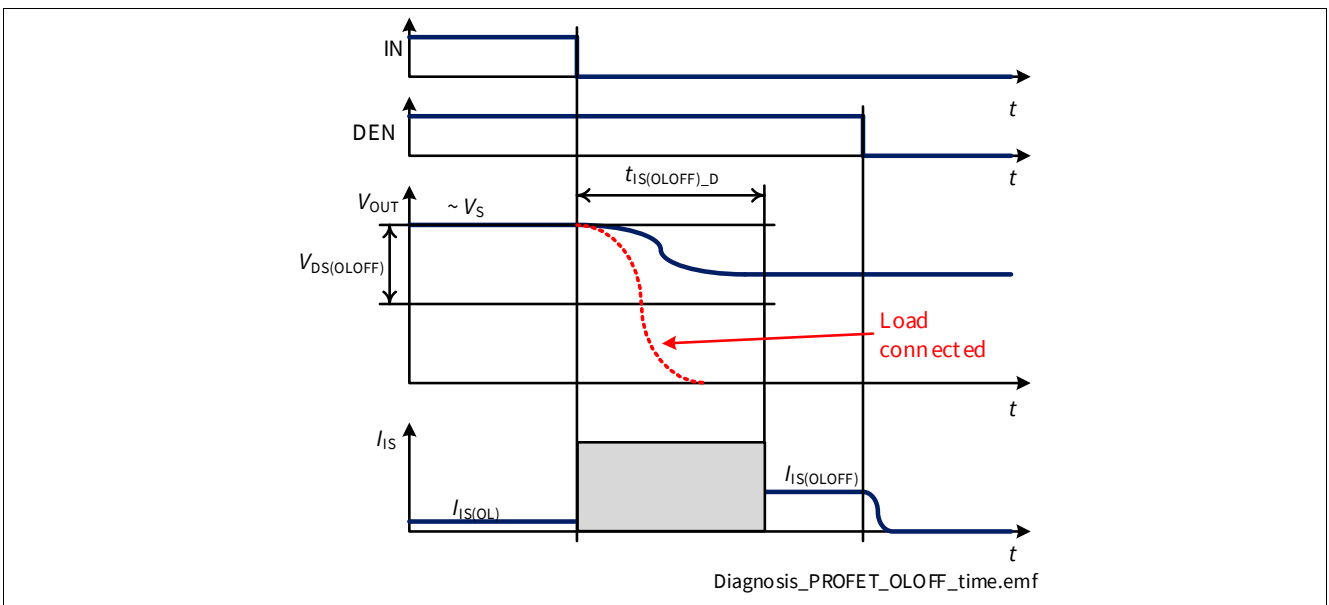 IN
t
DEN
t
tIS(OLOFF)_D
VOUT
~ VS
VDS(OLOFF)
Load
connected
t
IIS
IIS(OLOFF)
IIS(OL)
t
Diagnosis_PROFET_OLOFF_time.emf